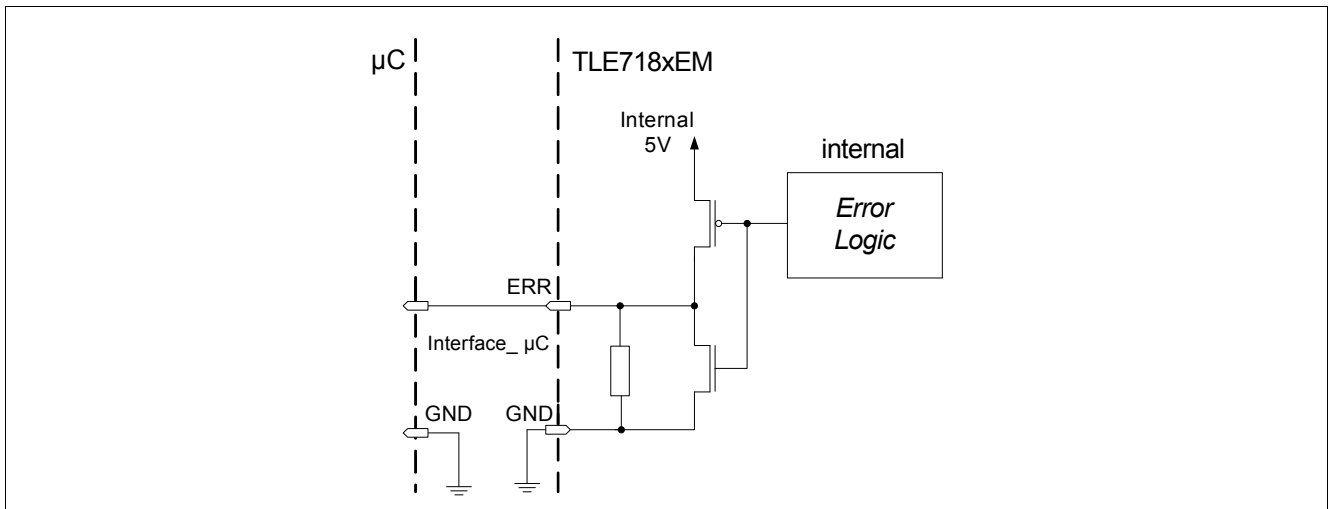 µC
TLE718xEM
Internal
5V
internal
Error
Logic
ERR
Interface_ µC
GND
GND